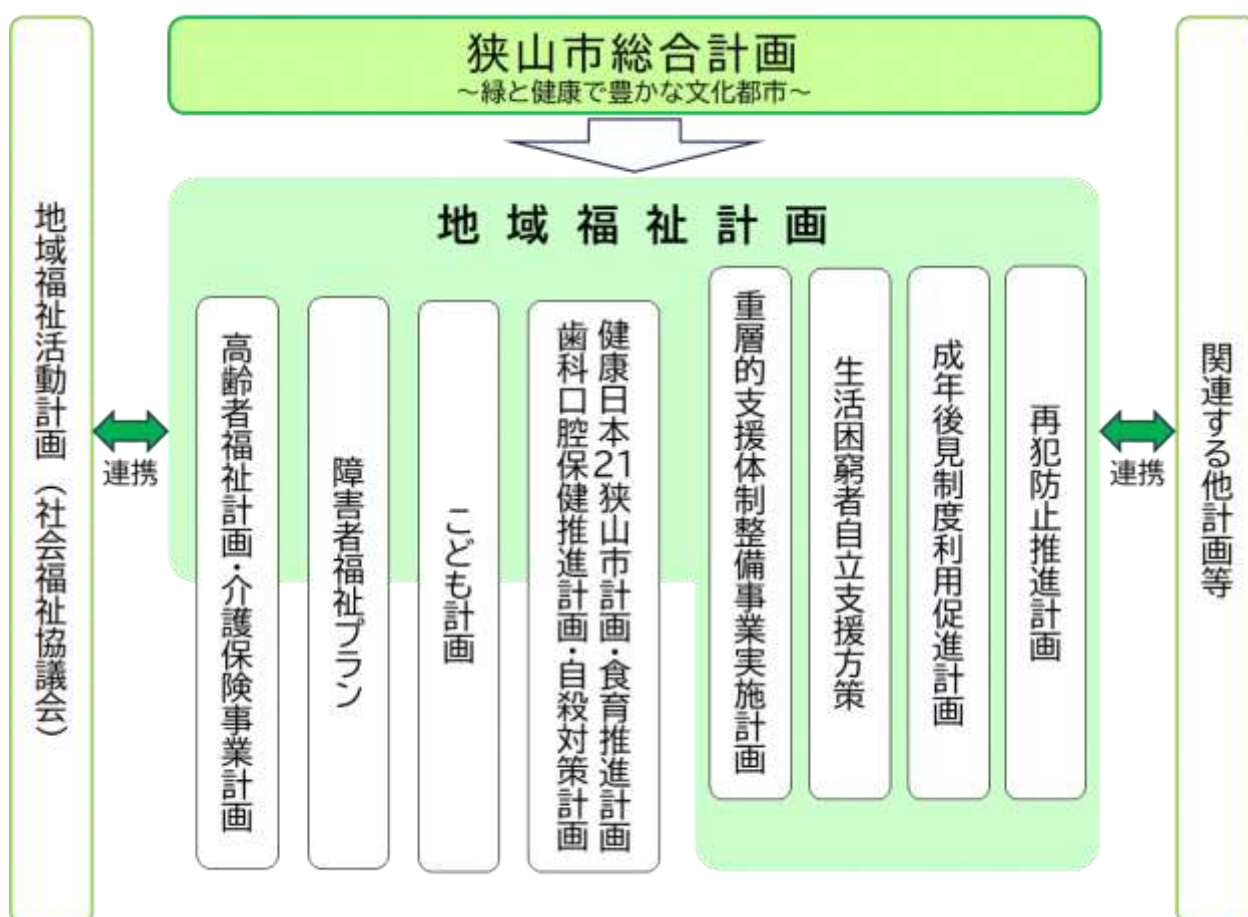 狭山市総合計画
～緑と健康で豊かな文化都市～
地域福祉計画
地域福祉活動計画（社会福祉協議会）
連携
高齢者福祉計画・介護保険事業計画
障害者福祉プラン
こども計画
健康日本21狭山市計画・食育推進計画
歯科口腔保健推進計画・自殺対策計画
重層的支援体制整備事業実施計画
生活困窮者自立支援方策
成年後見制度利用促進計画
再犯防止推進計画
連携
関連する他計画等